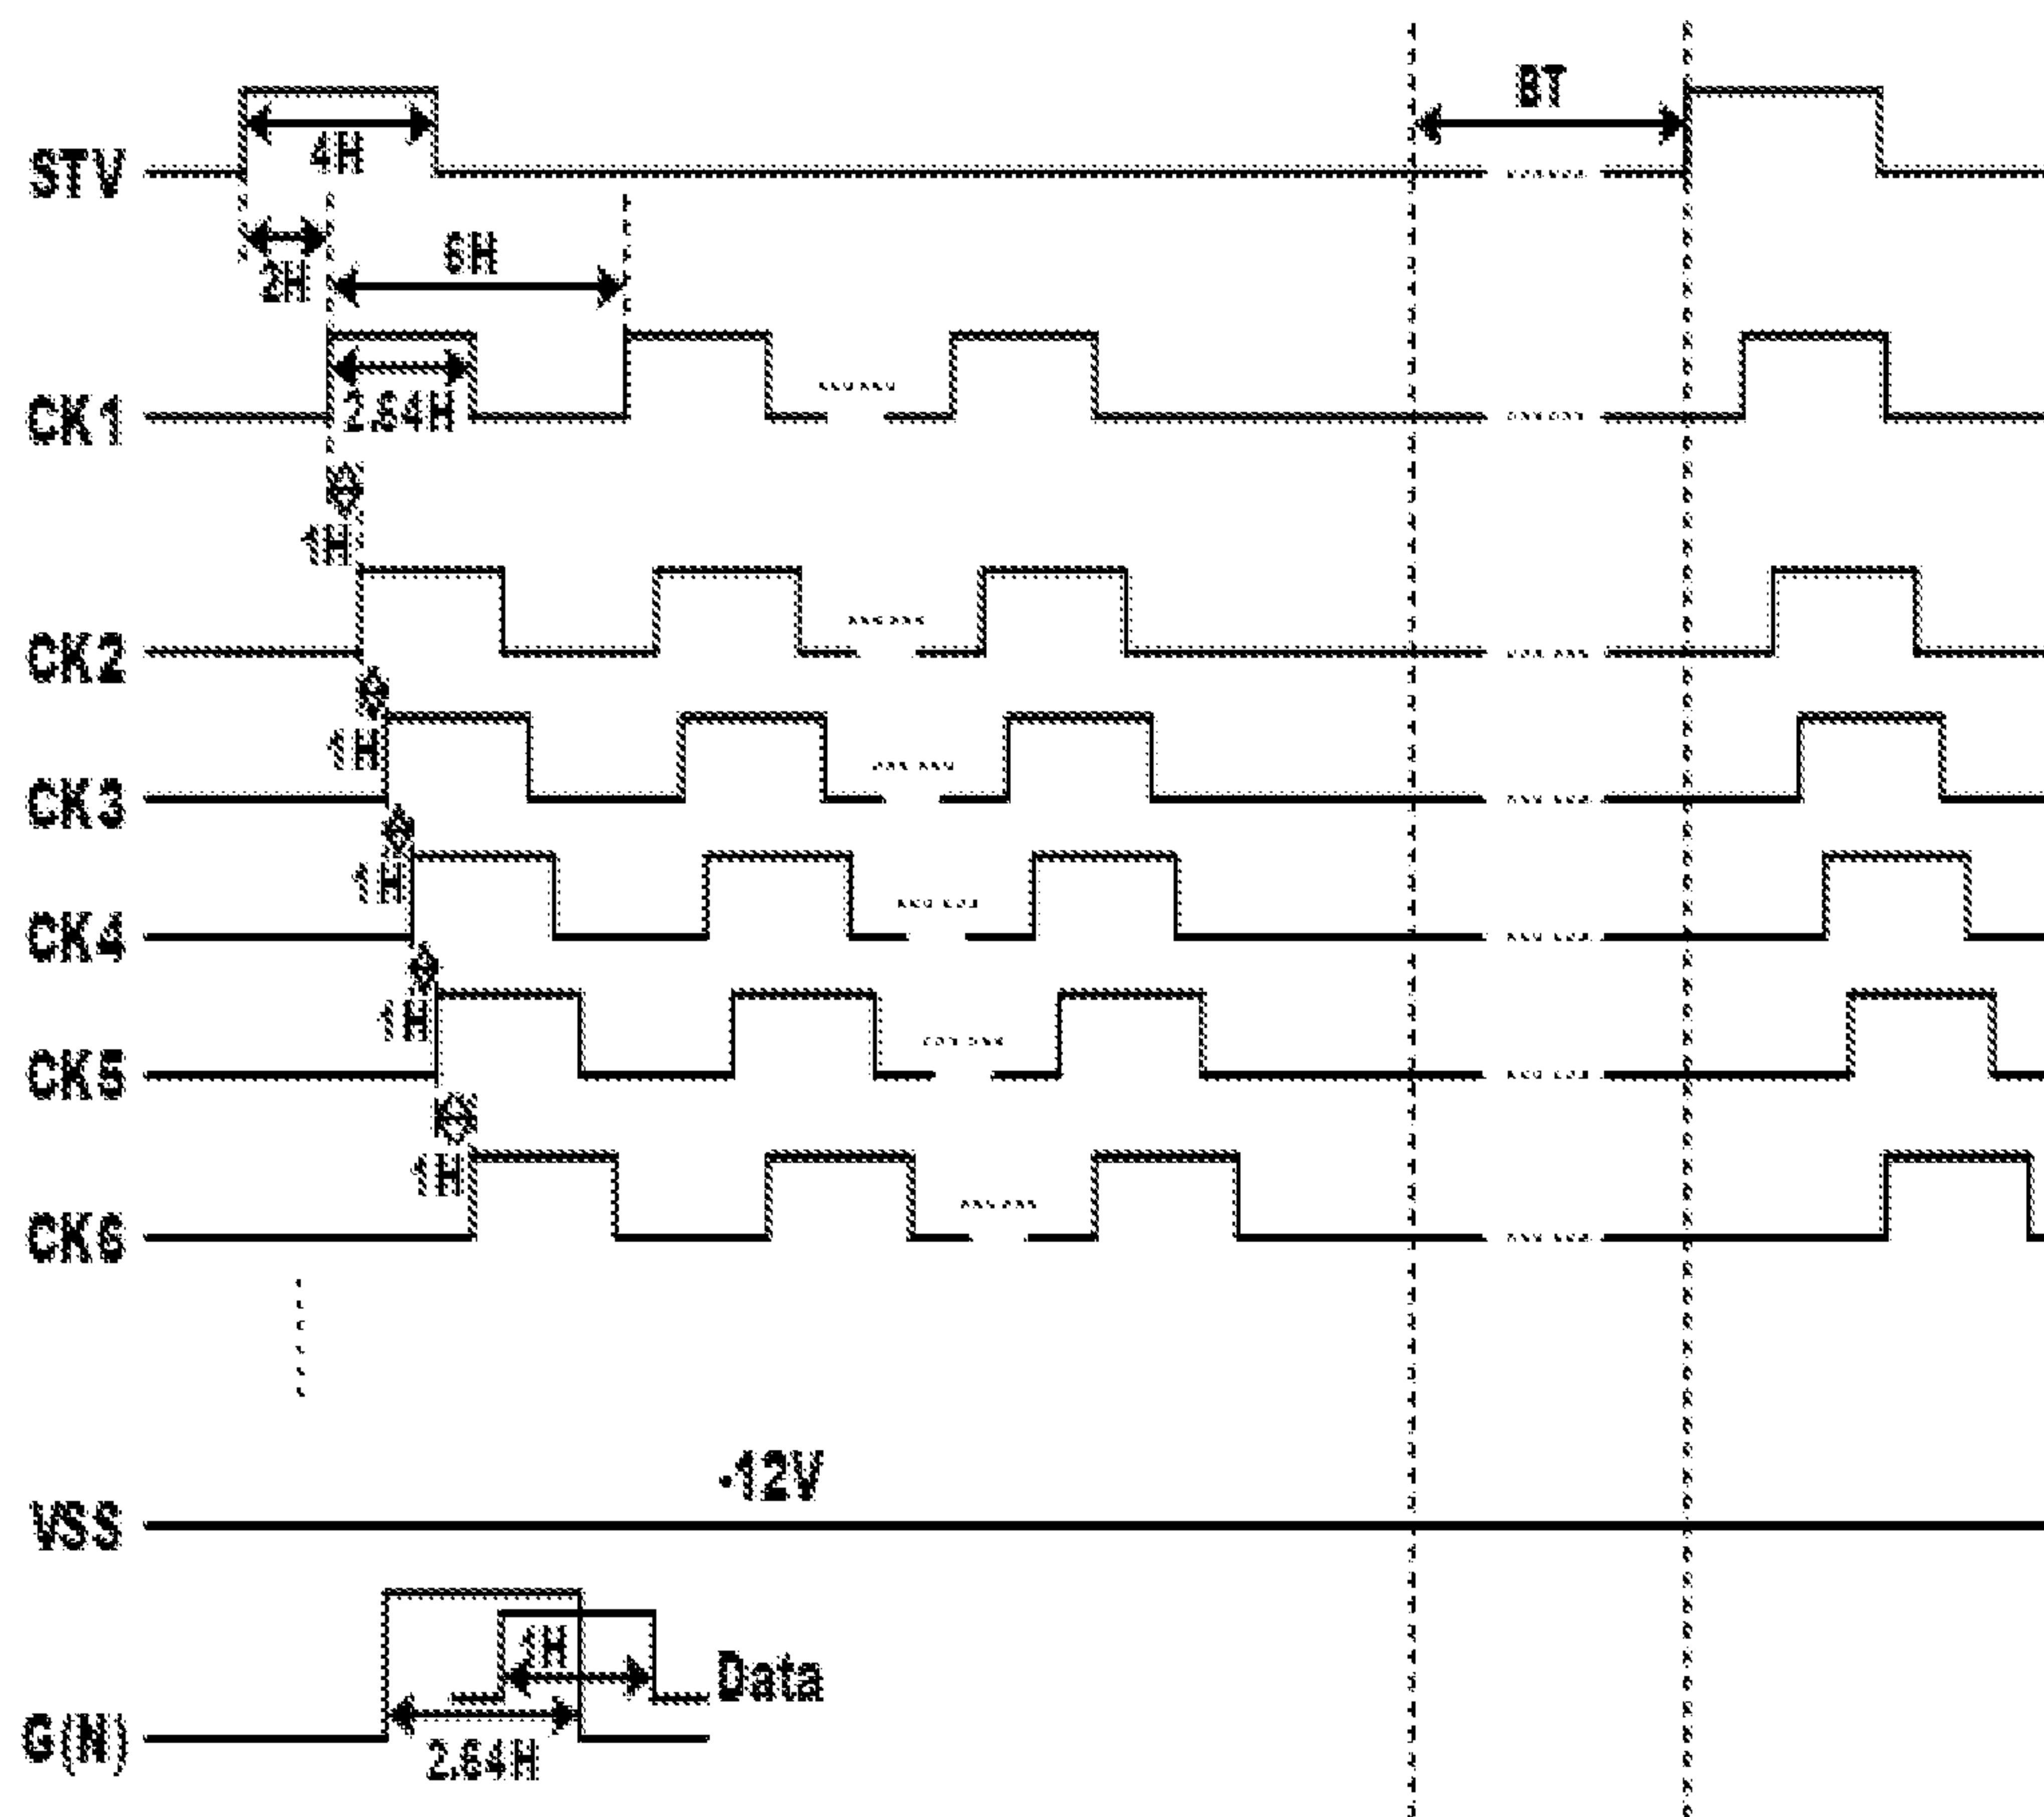 BT
4H
STV
6H
2H
2.64H
CK1
1H
CK2
1H
CK3
1H
CK4
1H
CK5
1H
CK6
-12V
VSS
1H
Data
G(N)
2.64H